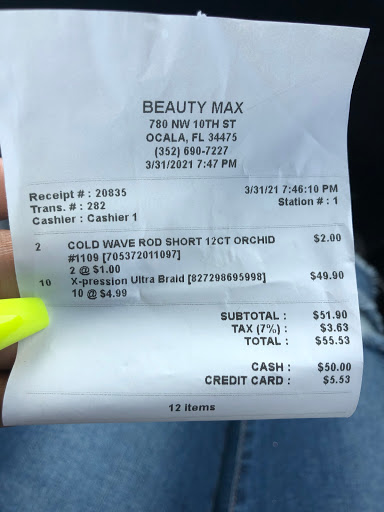 BEAUTY MAX
780 NW 10TH ST
OCALA, FL 34475
(352) 690-7227
3/31/2021 7:47 PM
Receipt # : 20835 3/31/21 7:46:10 PM
Trans. # : 282 Station # : 1
Cashier : Cashier 1
2 COLD WAVE ROD SHORT 12CT ORCHID $2.00
#1109 [705372011097]
2 @ $1.00
10 X-pression Ultra Braid [827298695998] $49.90
10 @ $4.99
SUBTOTAL : $51.90
TAX (7%) : $3.63
TOTAL : $55.53
CASH : $50.00
CREDIT CARD : $5.53
12 items